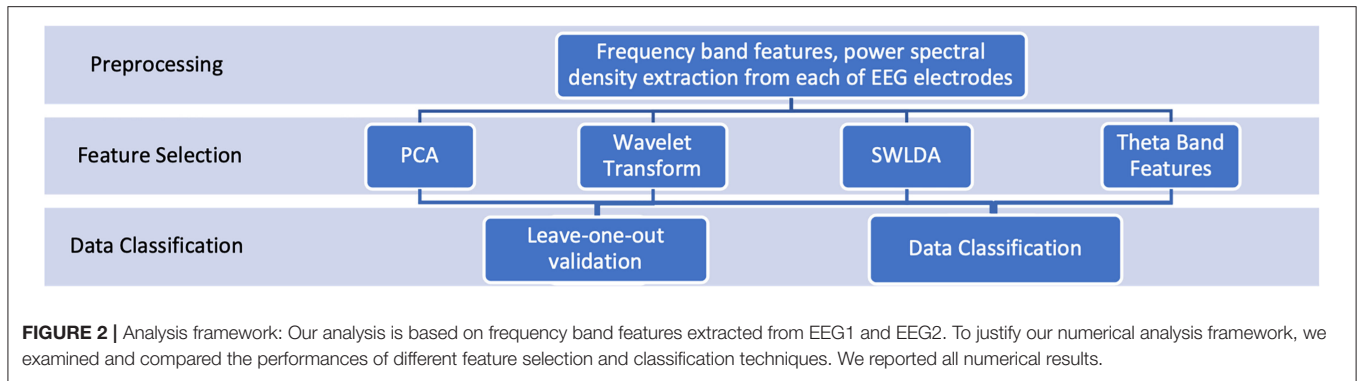 Preprocessing
Frequency band features, power spectral
density extraction from each of EEG electrodes
Feature Selection
PCA
Wavelet
Transform
SWLDA
Theta Band
Features
Data Classification
Leave-one-out
validation
Data Classification
FIGURE 2 | Analysis framework: Our analysis is based on frequency band features extracted from EEG1 and EEG2. To justify our numerical analysis framework, we
examined and compared the performances of different feature selection and classification techniques. We reported all numerical results.